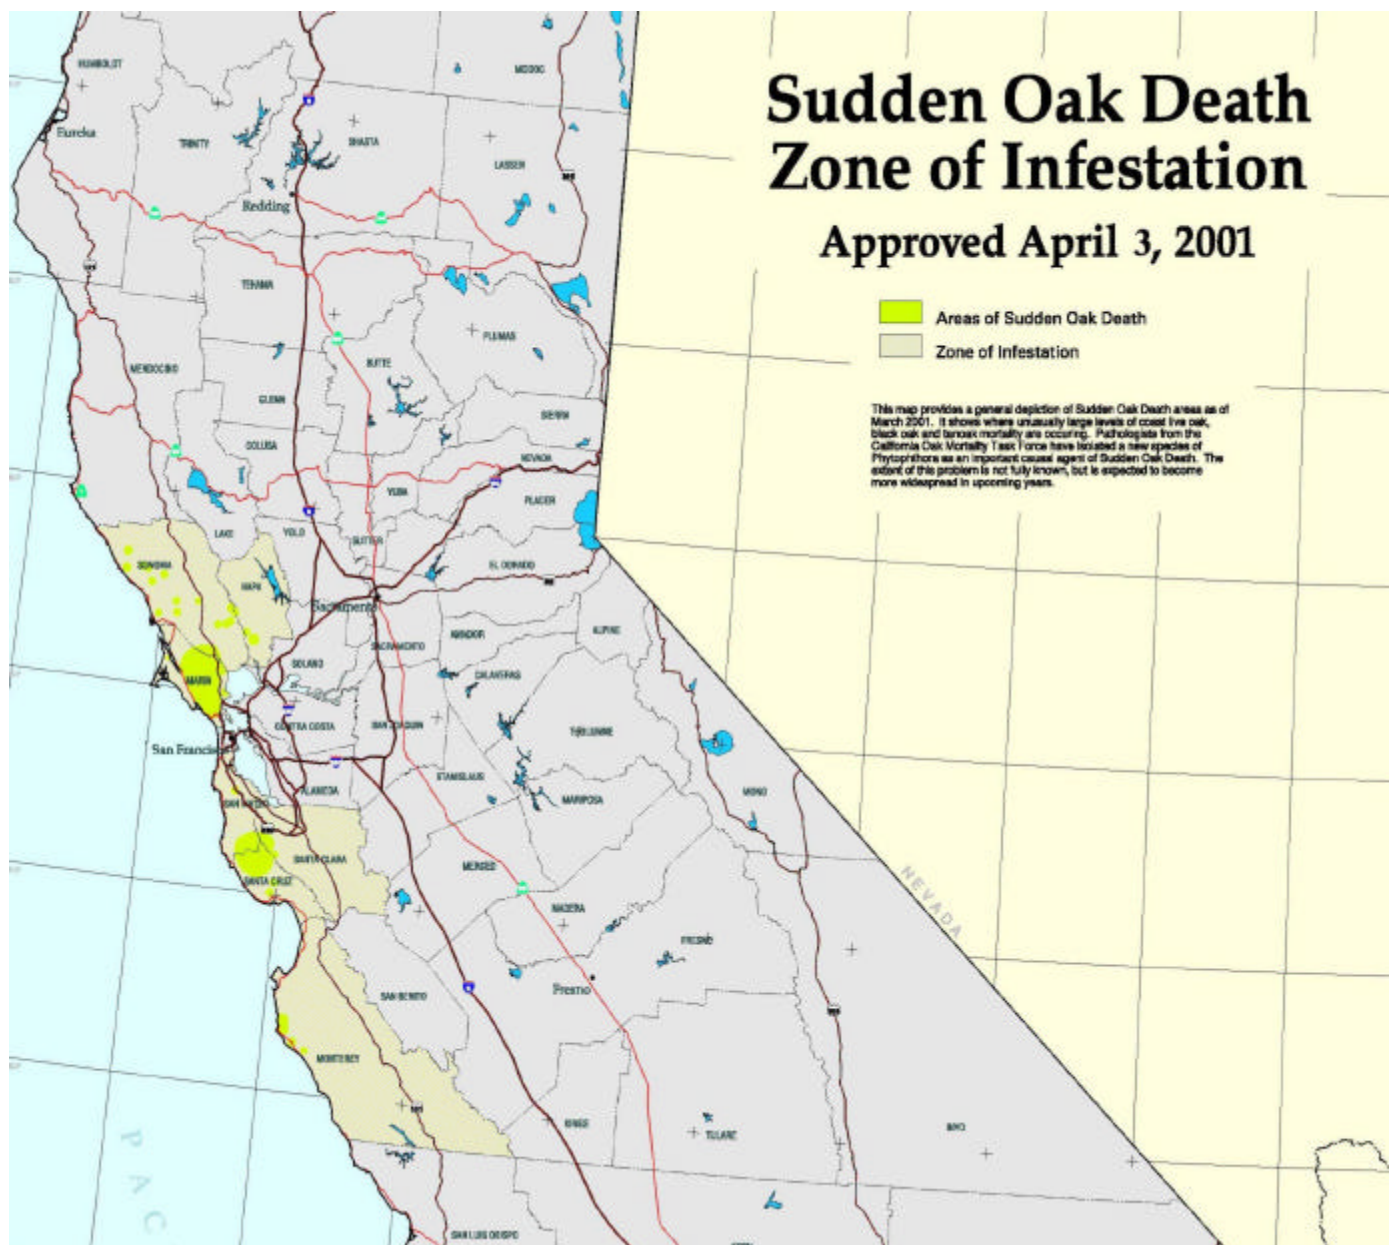 Sudden Oak Death
Zone of Infestation
Approved April 3, 2001
Areas of Sudden Oak Death
Zone of Infestation
This map provides a general depiction of Sudden Oak Death areas as of
March 2001. It shows where unusually large levels of coast live oak,
black oak and tanoak mortality are occuring. Pathologists from the
California Oak Mortality Task Force have isolated a new species of
Phytophthora as an important causal agent of Sudden Oak Death. The
extent of this problem is not fully known, but is expected to become
more widespread in upcoming years.
HUMBOLDT
MODOC
Eureka
TRINITY
SHASTA
LASSEN
Redding
TEHAMA
PLUMAS
MENDOCINO
BUTTE
GLENN
SIERRA
COLUSA
NEVADA
YUBA
PLACER
LAKE
YOLO
SUTTER
SONOMA
NAPA
EL DORADO
Sacramento
SACRAMENTO
AMADOR
ALPINE
SOLANO
CALAVERAS
MARIN
CONTRA COSTA
SAN JOAQUIN
TUOLUMNE
San Francisco
STANISLAUS
ALAMEDA
SAN MATEO
MARIPOSA
MONO
SANTA CLARA
MERCED
SANTA CRUZ
NEVADA
MADERA
FRESNO
Fresno
SAN BENITO
MONTEREY
KINGS
TULARE
INYO
PAC
SAN LUIS OBISPO